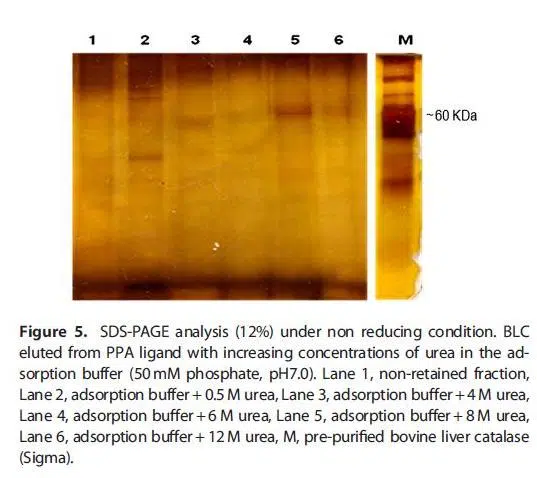 1 2 3 4 5 6 M
~60 KDa
Figure 5. SDS-PAGE analysis (12%) under non reducing condition. BLC
eluted from PPA ligand with increasing concentrations of urea in the ad-
sorption buffer (50 mM phosphate, pH7.0). Lane 1, non-retained fraction,
Lane 2, adsorption buffer + 0.5 M urea, Lane 3, adsorption buffer + 4 M urea,
Lane 4, adsorption buffer + 6 M urea, Lane 5, adsorption buffer + 8 M urea,
Lane 6, adsorption buffer + 12 M urea, M, pre-purified bovine liver catalase
(Sigma).